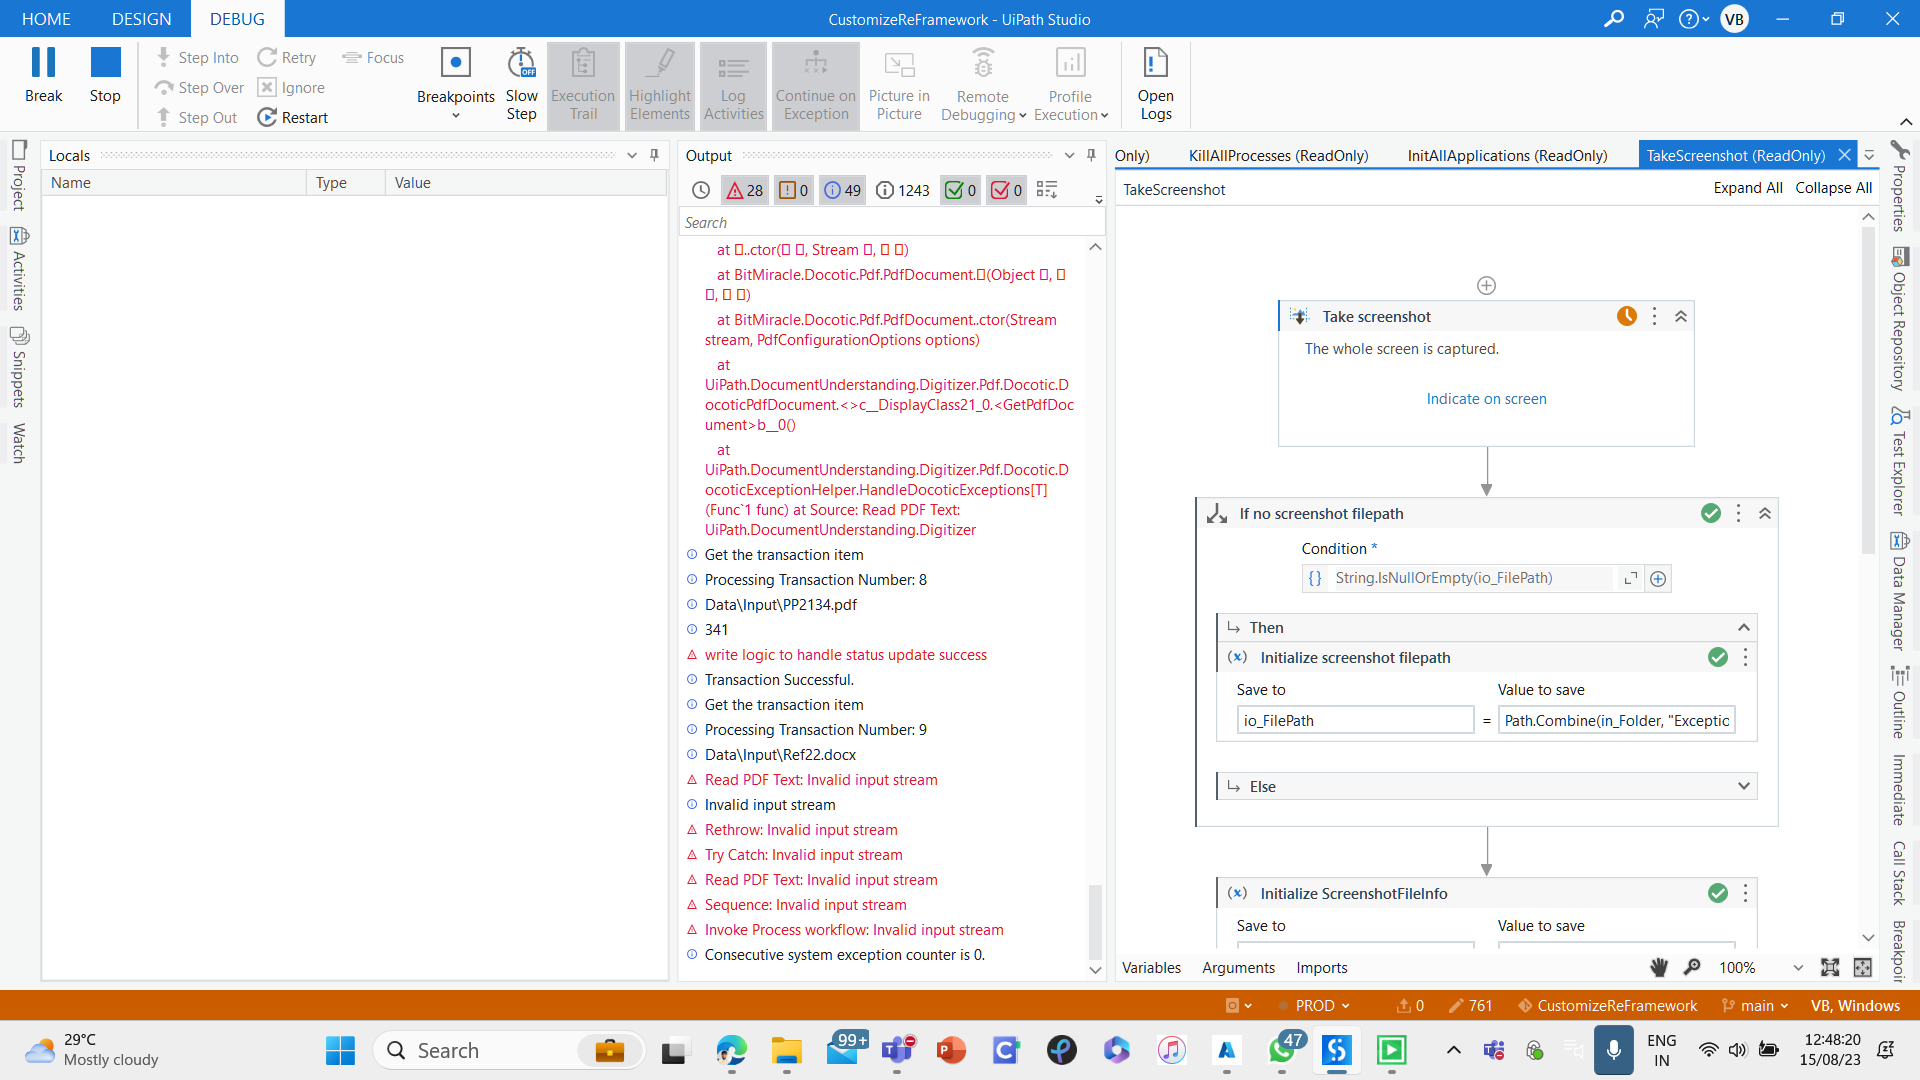 HOME DESIGN DEBUG CustomizeReFramework - UiPath Studio VB
Break
Stop
Step Into
Step Over
Step Out
Retry
Ignore
Restart
Focus
Breakpoints
Slow
Step
OFF
Execution
Trail
Highlight
Elements
Log
Activities
Continue on
Exception
Picture in
Picture
Remote
Debugging
Profile
Execution
Open
Logs
Project
Activities
Snippets
Watch
Locals
Name Type Value
Output
28 0 49 1243 0 0
Search
at ▯..ctor(▯ ▯, Stream ▯, ▯ ▯)
at BitMiracle.Docotic.Pdf.PdfDocument.▯(Object ▯, ▯
▯, ▯ ▯)
at BitMiracle.Docotic.Pdf.PdfDocument..ctor(Stream
stream, PdfConfigurationOptions options)
at
UiPath.DocumentUnderstanding.Digitizer.Pdf.Docotic.D
ocoticPdfDocument.<>c__DisplayClass21_0.<GetPdfDoc
ument>b__0()
at
UiPath.DocumentUnderstanding.Digitizer.Pdf.Docotic.D
ocoticExceptionHelper.HandleDocoticExceptions[T]
(Func`1 func) at Source: Read PDF Text:
UiPath.DocumentUnderstanding.Digitizer
Get the transaction item
Processing Transaction Number: 8
Data\Input\PP2134.pdf
341
write logic to handle status update success
Transaction Successful.
Get the transaction item
Processing Transaction Number: 9
Data\Input\Ref22.docx
Read PDF Text: Invalid input stream
Invalid input stream
Rethrow: Invalid input stream
Try Catch: Invalid input stream
Read PDF Text: Invalid input stream
Sequence: Invalid input stream
Invoke Process workflow: Invalid input stream
Consecutive system exception counter is 0.
Only) KillAllProcesses (ReadOnly) InitAllApplications (ReadOnly) TakeScreenshot (ReadOnly)
TakeScreenshot Expand All Collapse All
Take screenshot
The whole screen is captured.
Indicate on screen
If no screenshot filepath
Condition *
String.IsNullOrEmpty(io_FilePath)
Then
Initialize screenshot filepath
Save to Value to save
io_FilePath = Path.Combine(in_Folder, "Exceptio
Else
Initialize ScreenshotFileInfo
Save to Value to save
Variables Arguments Imports 100%
Properties
Object Repository
Test Explorer
Data Manager
Outline
Immediate
Call Stack
Breakpoin
PROD 0 761 CustomizeReFramework main VB, Windows
29°C
Mostly cloudy
Search
99+
47
ENG
IN
12:48:20
15/08/23